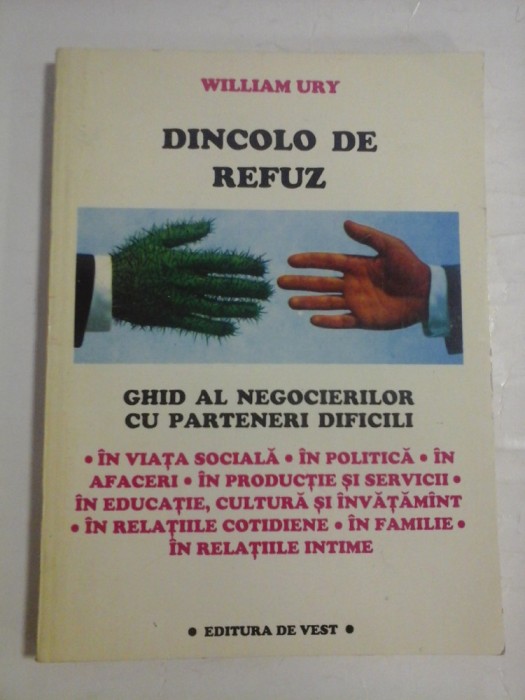 WILLIAM URY
DINCOLO DE
REFUZ
GHID AL NEGOCIERILOR
CU PARTENERI DIFICILI
• ÎN VIAȚA SOCIALĂ • ÎN POLITICĂ • ÎN
AFACERI • ÎN PRODUCȚIE ȘI SERVICII •
ÎN EDUCAȚIE, CULTURĂ ȘI ÎNVĂȚĂMÎNT
• ÎN RELAȚIILE COTIDIENE • ÎN FAMILIE •
ÎN RELAȚIILE INTIME
• EDITURA DE VEST •